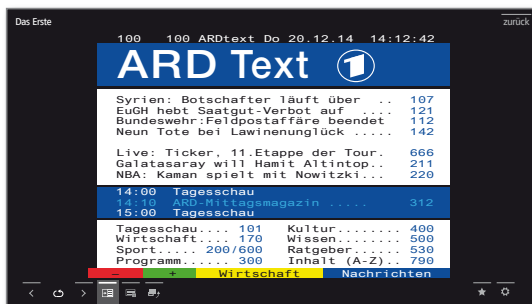 Das Erste zurück
100 100 ARDtext Do 20.12.14 14:12:42
ARD Text 1
Syrien: Botschafter läuft über .. 107
EuGH hebt Saatgut-Verbot auf .... 121
Bundeswehr:Feldpostaffäre beendet 112
Neun Tote bei Lawinenunglück ..... 142
Live: Ticker, 11.Etappe der Tour. 666
Galatasaray will Hamit Altintop.. 211
NBA: Kaman spielt mit Nowitzki... 220
14:00 Tagesschau
14:10 ARD-Mittagsmagazin ..... 312
15:00 Tagesschau
Tagesschau.... 101 Kultur........ 400
Wirtschaft.... 170 Wissen........ 500
Sport..... 200/600 Ratgeber...... 530
Programm...... 300 Inhalt (A-Z).. 790
- + Wirtschaft Nachrichten